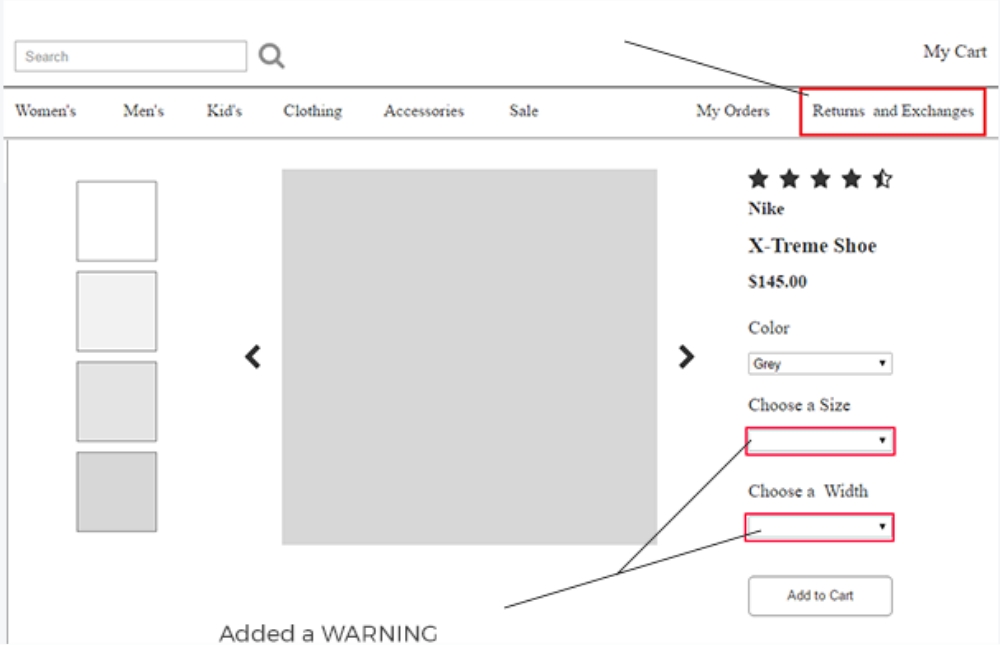 Search
My Cart
Women's Men's Kid's Clothing Accessories Sale My Orders Returns and Exchanges
Nike
X-Treme Shoe
$145.00
Color
Grey
Choose a Size
Choose a Width
Add to Cart
Added a WARNING